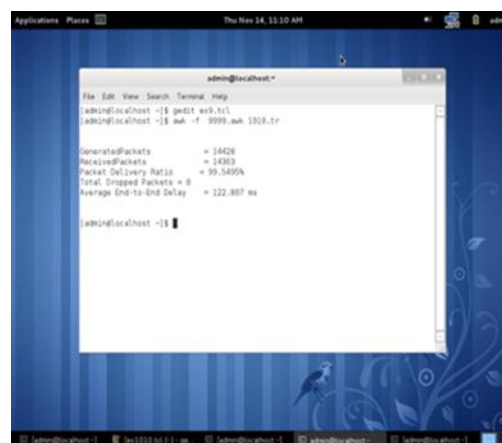 Applications Places
Thu Nov 14, 11:10 AM
admin@localhost:~
File Edit View Search Terminal Help
[admin@localhost ~]$ gedit ex9.tcl
[admin@localhost ~]$ awk -f 9999.awk 1010.tr
GeneratedPackets = 14428
ReceivedPackets = 14363
Packet Delivery Ratio = 99.5495%
Total Dropped Packets = 0
Average End-to-End Delay = 122.807 ms
[admin@localhost ~]$